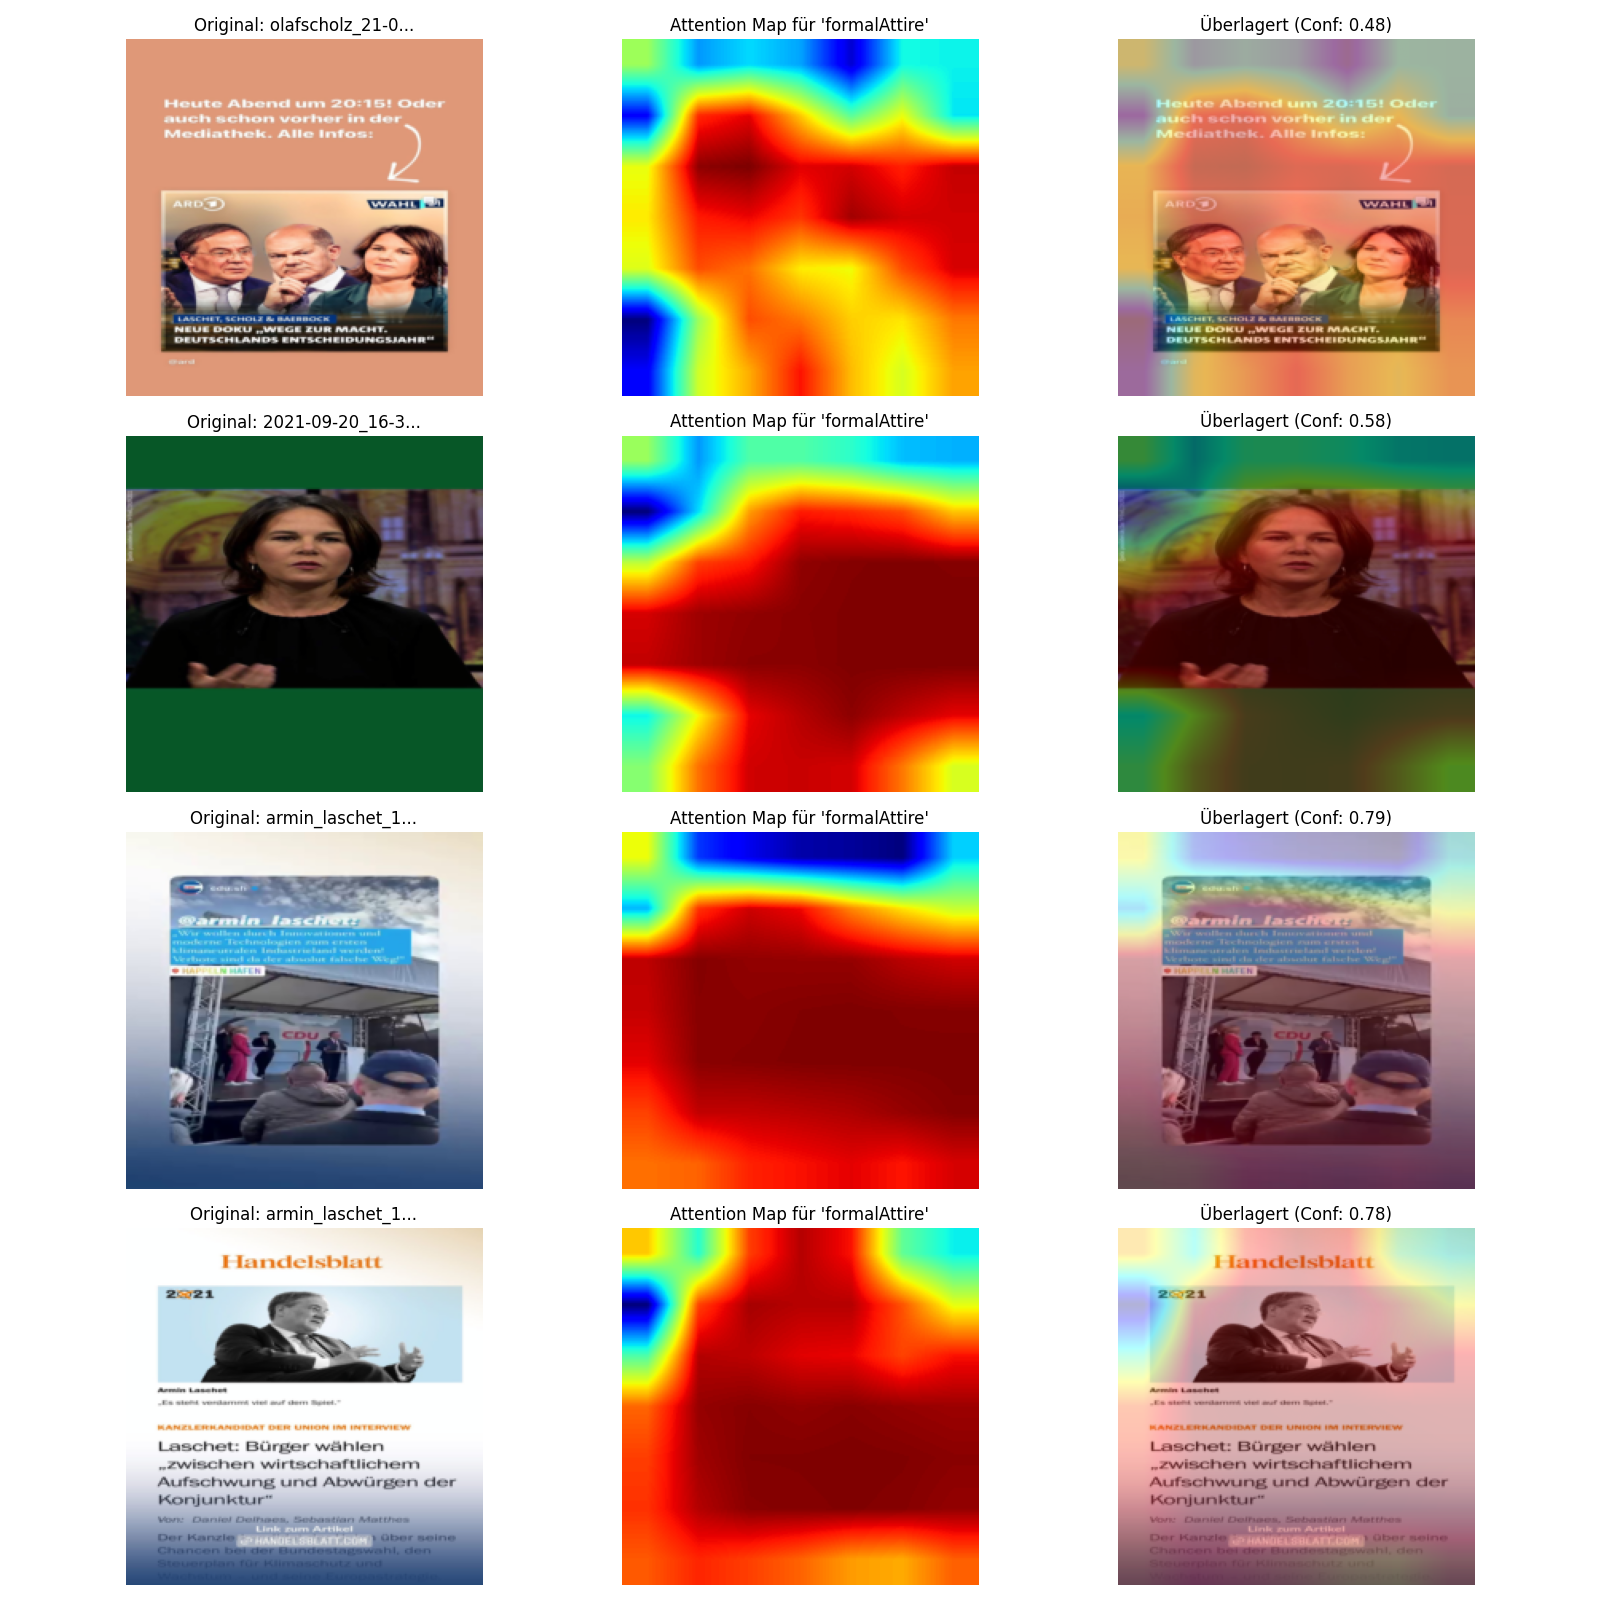 Original: olafscholz_21-0...
Attention Map für 'formalAttire'
Überlagert (Conf: 0.48)
Heute Abend um 20:15! Oder
auch schon vorher in der
Mediathek. Alle Infos:
ARD
WAHL
LASCHET, SCHOLZ & BAERBOCK
NEUE DOKU „WEGE ZUR MACHT.
DEUTSCHLANDS ENTSCHEIDUNGSJAHR“
@ard
Heute Abend um 20:15! Oder
auch schon vorher in der
Mediathek. Alle Infos:
ARD
WAHL
LASCHET, SCHOLZ & BAERBOCK
NEUE DOKU „WEGE ZUR MACHT.
DEUTSCHLANDS ENTSCHEIDUNGSJAHR“
@ard
Original: 2021-09-20_16-3...
Attention Map für 'formalAttire'
Überlagert (Conf: 0.58)
Original: armin_laschet_1...
Attention Map für 'formalAttire'
Überlagert (Conf: 0.79)
@armin_laschet:
„Wir wollen durch Innovationen und
moderne Technologien zum ersten
klimaneutralen Industrieland werden!
Verbote sind da der absolut falsche Weg!“
KAPPELN HAFEN
CDU
@armin_laschet:
„Wir wollen durch Innovationen und
moderne Technologien zum ersten
klimaneutralen Industrieland werden!
Verbote sind da der absolut falsche Weg!“
KAPPELN HAFEN
CDU
Original: armin_laschet_1...
Attention Map für 'formalAttire'
Überlagert (Conf: 0.78)
Handelsblatt
2021
Armin Laschet
„Es steht verdammt viel auf dem Spiel.“
KANZLERKANDIDAT DER UNION IM INTERVIEW
Laschet: Bürger wählen
„zwischen wirtschaftlichem
Aufschwung und Abwürgen der
Konjunktur“
Von: Daniel Delhaes, Sebastian Matthes
Link zum Artikel
Der Kanzle über seine
HANDELSBLATT.COM
Chancen bei der Bundestagswahl, den
Steuerplan für Klimaschutz und
Handelsblatt
2021
Armin Laschet
„Es steht verdammt viel auf dem Spiel.“
KANZLERKANDIDAT DER UNION IM INTERVIEW
Laschet: Bürger wählen
„zwischen wirtschaftlichem
Aufschwung und Abwürgen der
Konjunktur“
Von: Daniel Delhaes, Sebastian Matthes
Link zum Artikel
Der Kanzle über seine
HANDELSBLATT.COM
Chancen bei der Bundestagswahl, den
Steuerplan für Klimaschutz und